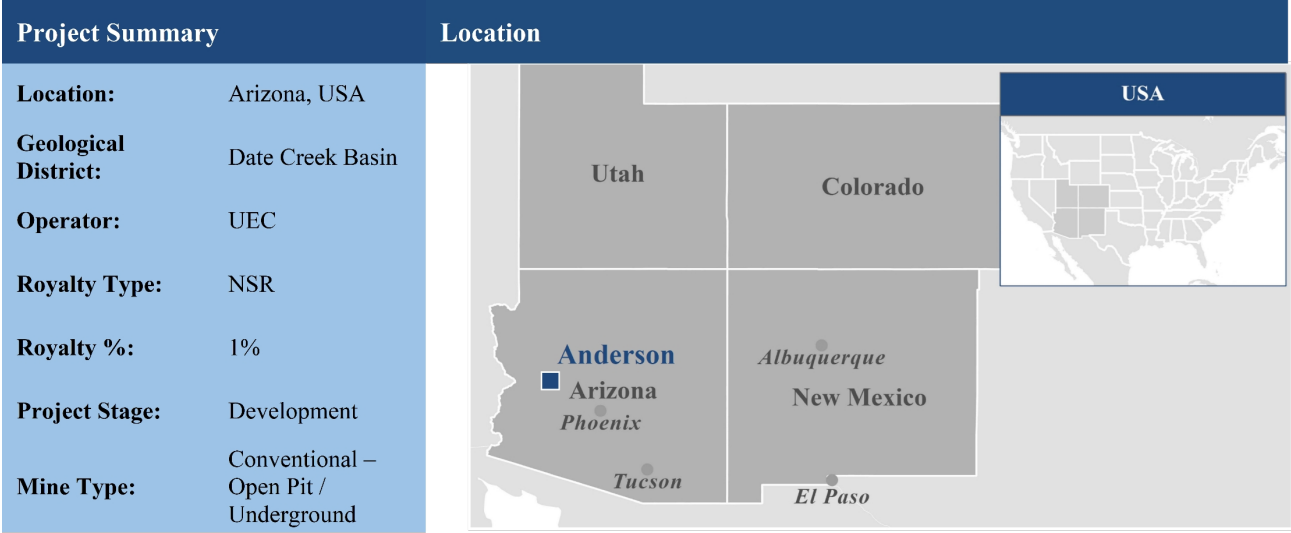 Project Summary
Location
Location: Arizona, USA
Geological
District: Date Creek Basin
Operator: UEC
Royalty Type: NSR
Royalty %: 1%
Project Stage: Development
Mine Type: Conventional –
Open Pit /
Underground
USA
Utah
Colorado
Anderson
Arizona
Phoenix
Tucson
Albuquerque
New Mexico
El Paso